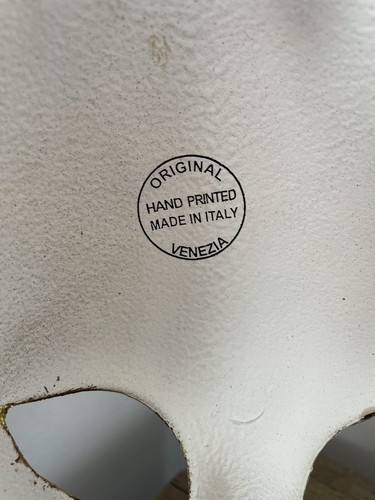 ORIGINAL
HAND PRINTED
MADE IN ITALY
VENEZIA